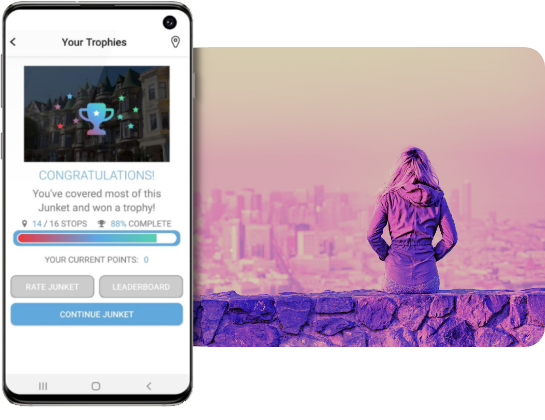 Your Trophies
CONGRATULATIONS!
You've covered most of this
Junket and won a trophy!
14 / 16 STOPS 88% COMPLETE
YOUR CURRENT POINTS: 0
RATE JUNKET LEADERBOARD
CONTINUE JUNKET